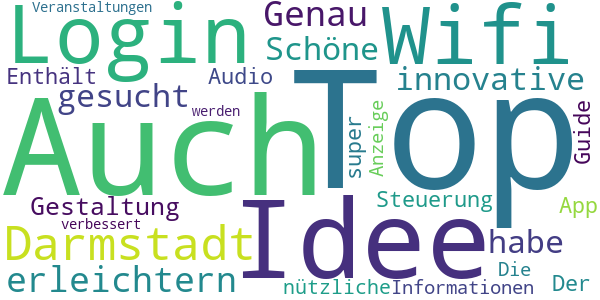 Veranstaltungen
Login
Genau
Wifi
Schöne
Enthält
Audio
innovative
gesucht
Top
Auch
werden
super
Anzeige
Guide
Gestaltung
Idee
Steuerung
App
verbessert
Darmstadt
habe
erleichtern
Die
nützliche
Informationen
Der